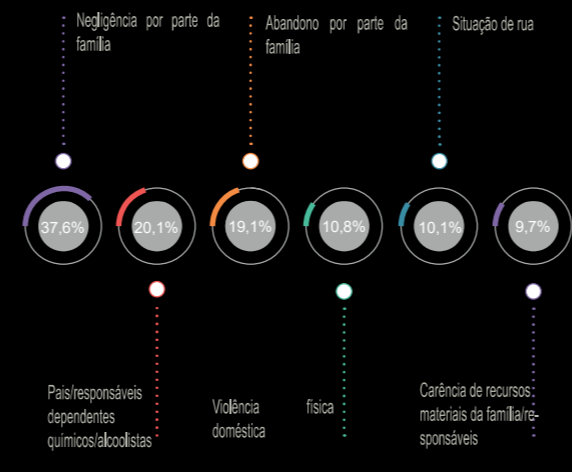 Negligência por parte da
família
Abandono por parte da
família
Situação de rua
37,6%
20,1%
19,1%
10,8%
10,1%
9,7%
Pais/responsáveis
dependentes
químicos/alcoolistas
Violência física
doméstica
Carência de recursos
materiais da família/re-
sponsáveis